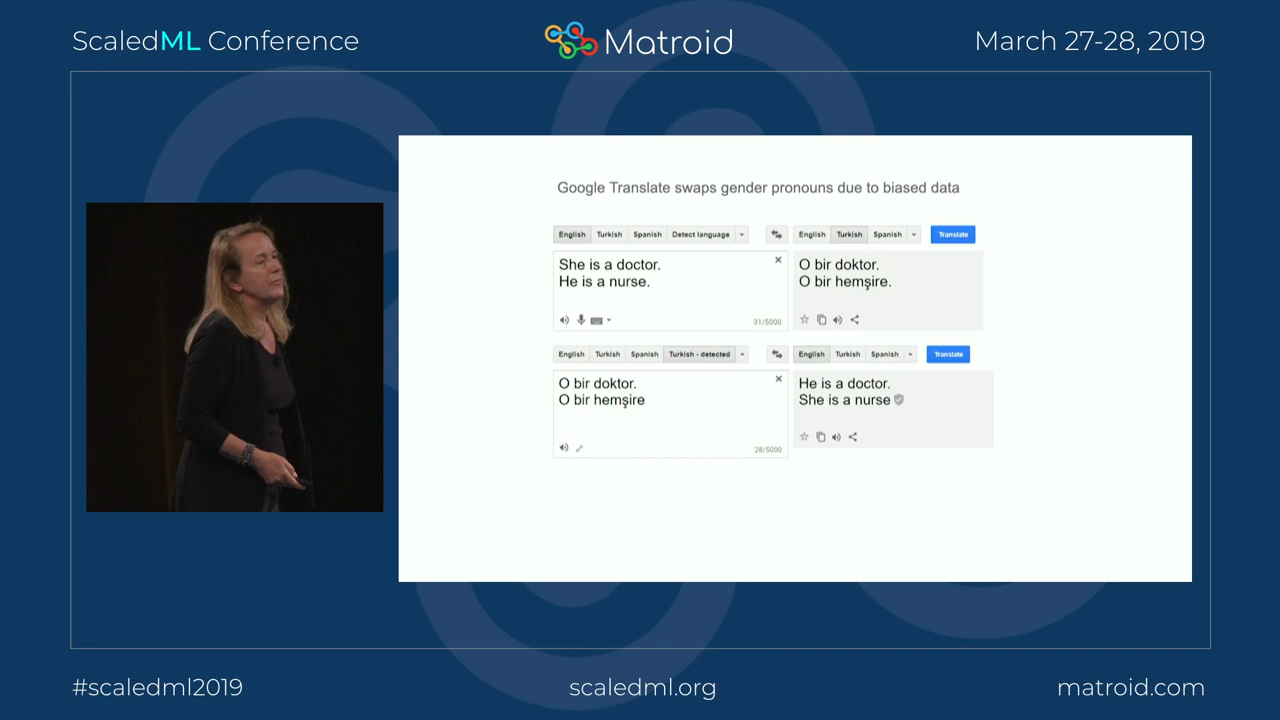 ScaledML Conference
Matroid
March 27-28, 2019
Google Translate swaps gender pronouns due to biased data
English Turkish Spanish Detect language
English Turkish Spanish Translate
She is a doctor.
He is a nurse.
31/5000
O bir doktor.
O bir hemşire.
English Turkish Spanish Turkish - detected
English Turkish Spanish Translate
O bir doktor.
O bir hemşire
28/5000
He is a doctor.
She is a nurse
#scaledml2019
scaledml.org
matroid.com